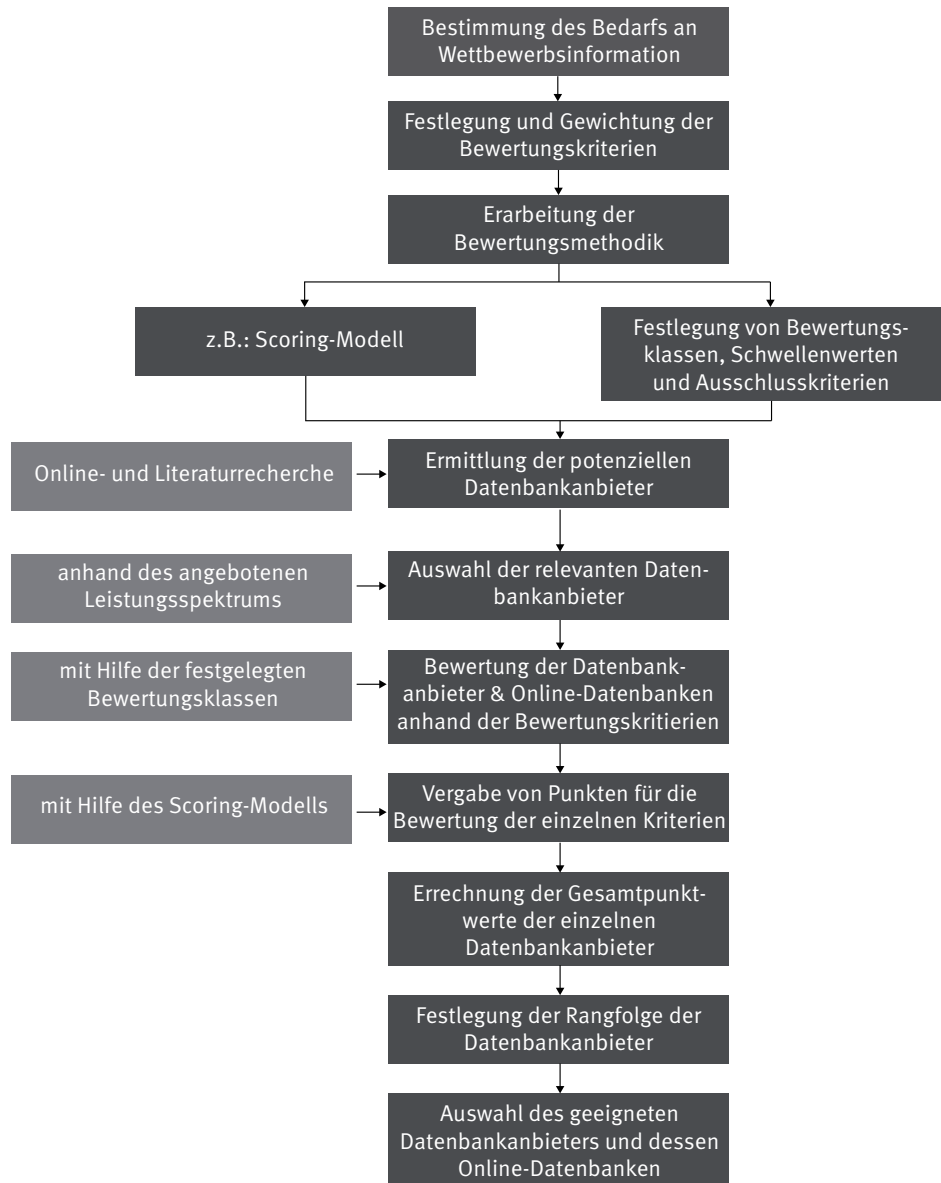 Bestimmung des Bedarfs an
Wettbewerbsinformation
Festlegung und Gewichtung der
Bewertungskriterien
Erarbeitung der
Bewertungsmethodik
z.B.: Scoring-Modell
Festlegung von Bewertungs-
klassen, Schwellenwerten
und Ausschlusskriterien
Online- und Literaturrecherche
Ermittlung der potenziellen
Datenbankanbieter
anhand des angebotenen
Leistungsspektrums
Auswahl der relevanten Daten-
bankanbieter
mit Hilfe der festgelegten
Bewertungsklassen
Bewertung der Datenbank-
anbieter & Online-Datenbanken
anhand der Bewertungskritierien
mit Hilfe des Scoring-Modells
Vergabe von Punkten für die
Bewertung der einzelnen Kriterien
Errechnung der Gesamtpunkt-
werte der einzelnen
Datenbankanbieter
Festlegung der Rangfolge der
Datenbankanbieter
Auswahl des geeigneten
Datenbankanbieters und dessen
Online-Datenbanken